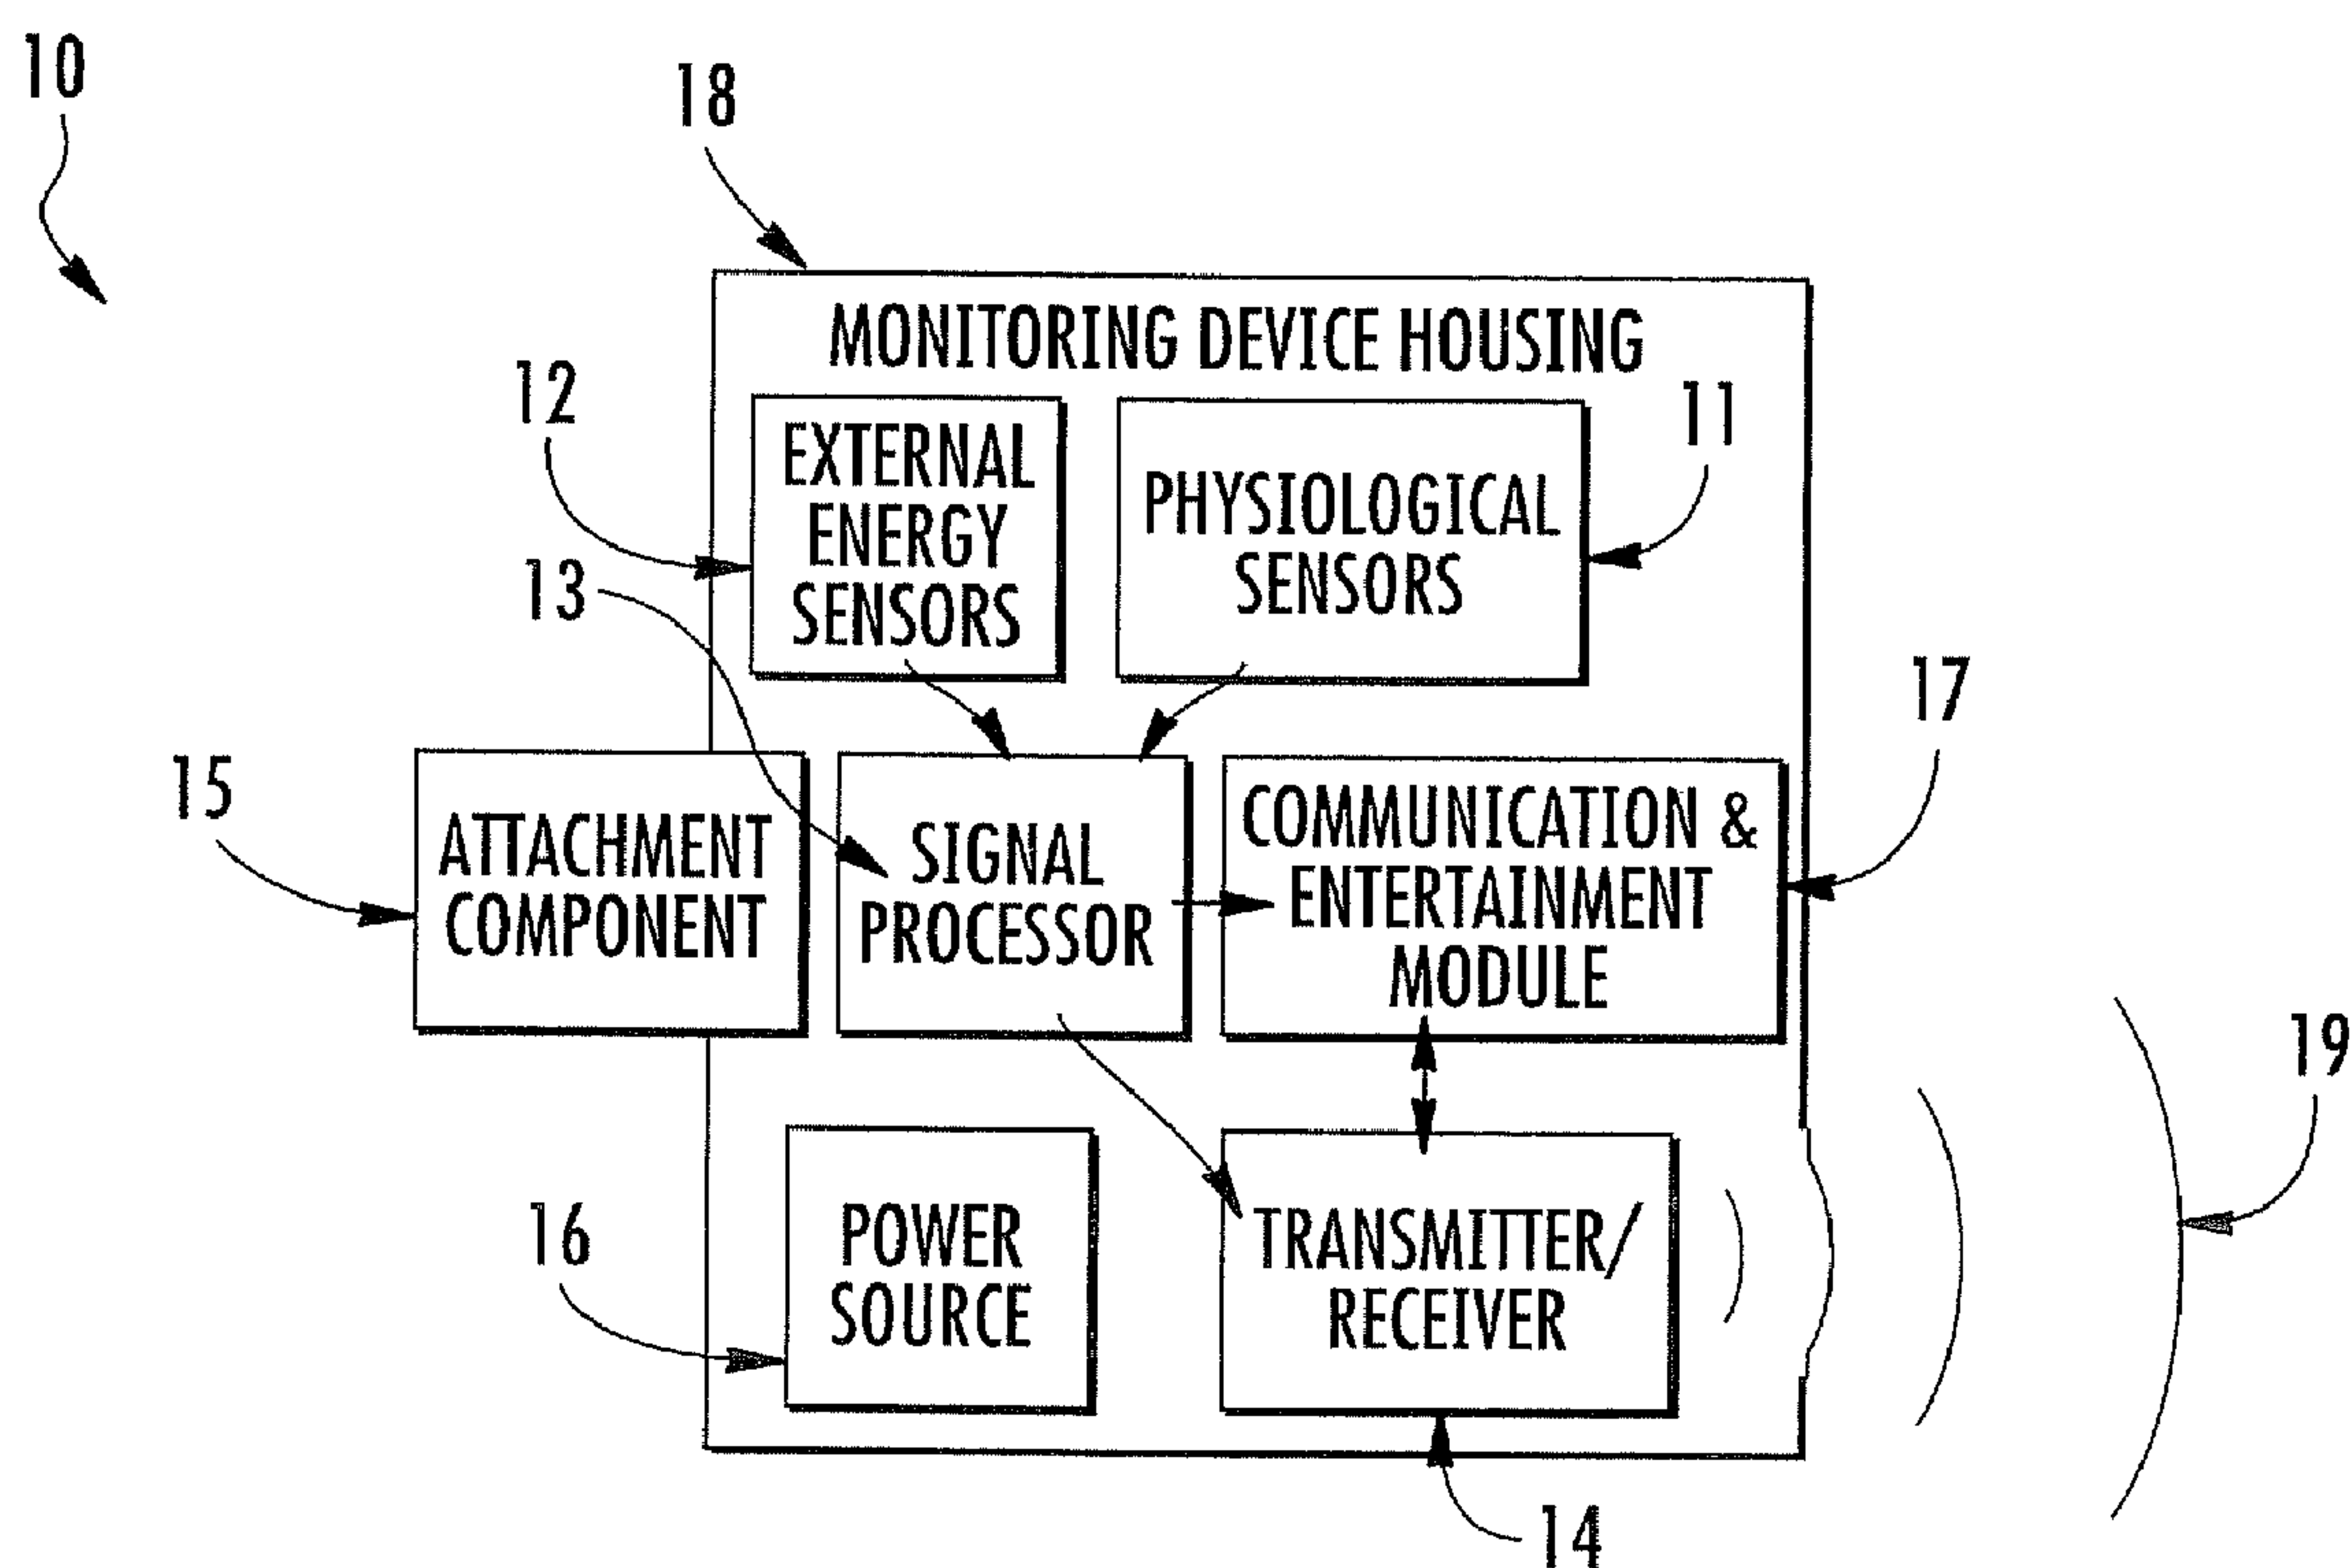 10
18
MONITORING DEVICE HOUSING
12
EXTERNAL
ENERGY
SENSORS
PHYSIOLOGICAL
SENSORS
11
13
17
15
ATTACHMENT
COMPONENT
SIGNAL
PROCESSOR
COMMUNICATION &
ENTERTAINMENT
MODULE
19
16
POWER
SOURCE
TRANSMITTER/
RECEIVER
14